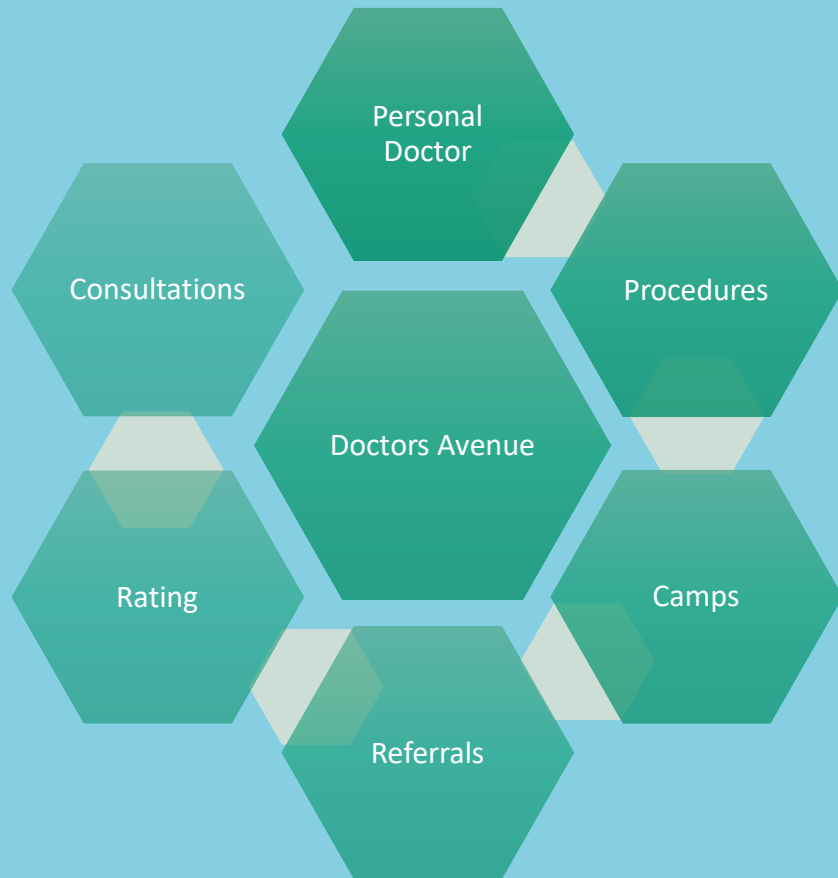 Personal
Doctor
Consultations
Procedures
Doctors Avenue
Rating
Camps
Referrals